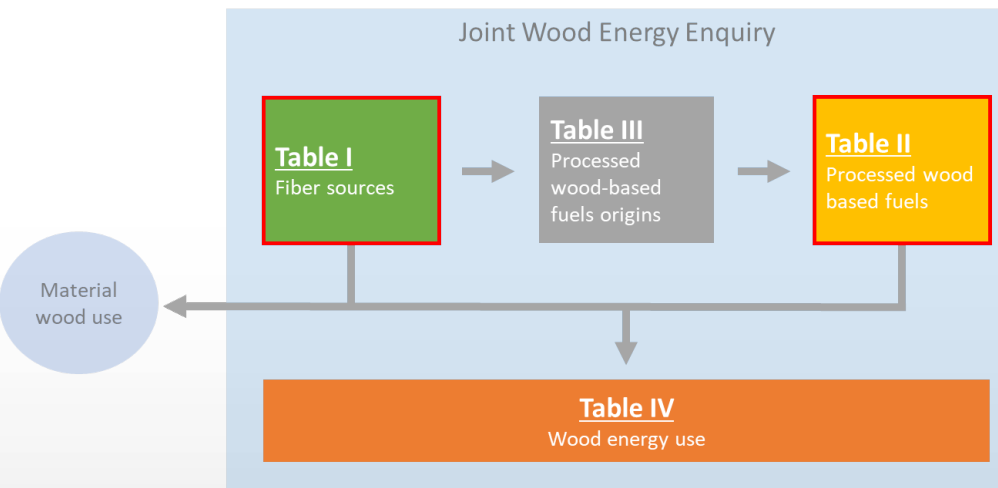 Joint Wood Energy Enquiry
Table I
Fiber sources
Table III
Processed
wood-based
fuels origins
Table II
Processed wood
based fuels
Material
wood use
Table IV
Wood energy use